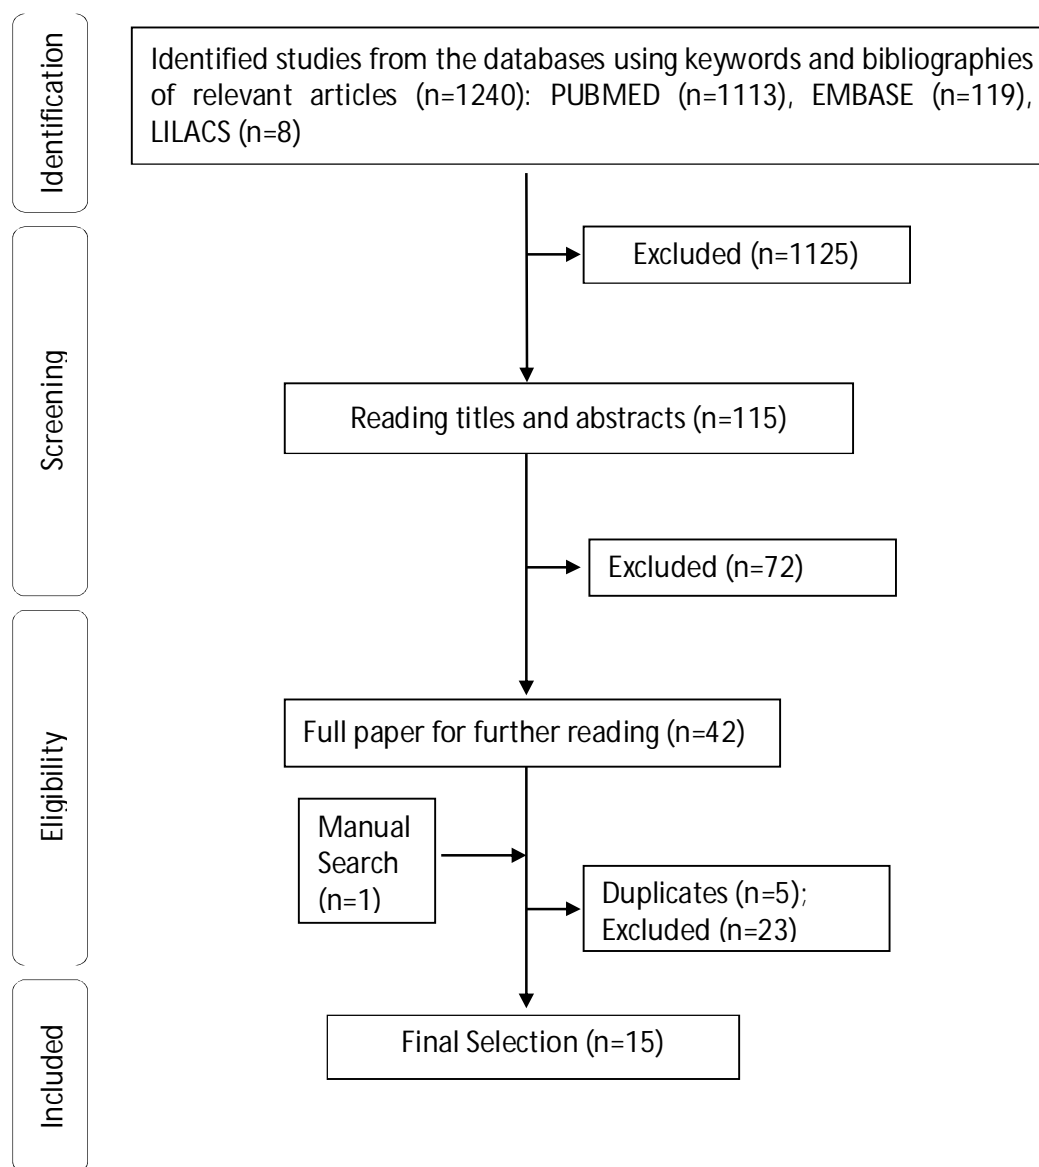 Identification
Identified studies from the databases using keywords and bibliographies
of relevant articles (n=1240): PUBMED (n=1113), EMBASE (n=119),
LILACS (n=8)
Screening
Excluded (n=1125)
Reading titles and abstracts (n=115)
Excluded (n=72)
Eligibility
Full paper for further reading (n=42)
Manual
Search
(n=1)
Duplicates (n=5);
Excluded (n=23)
Included
Final Selection (n=15)